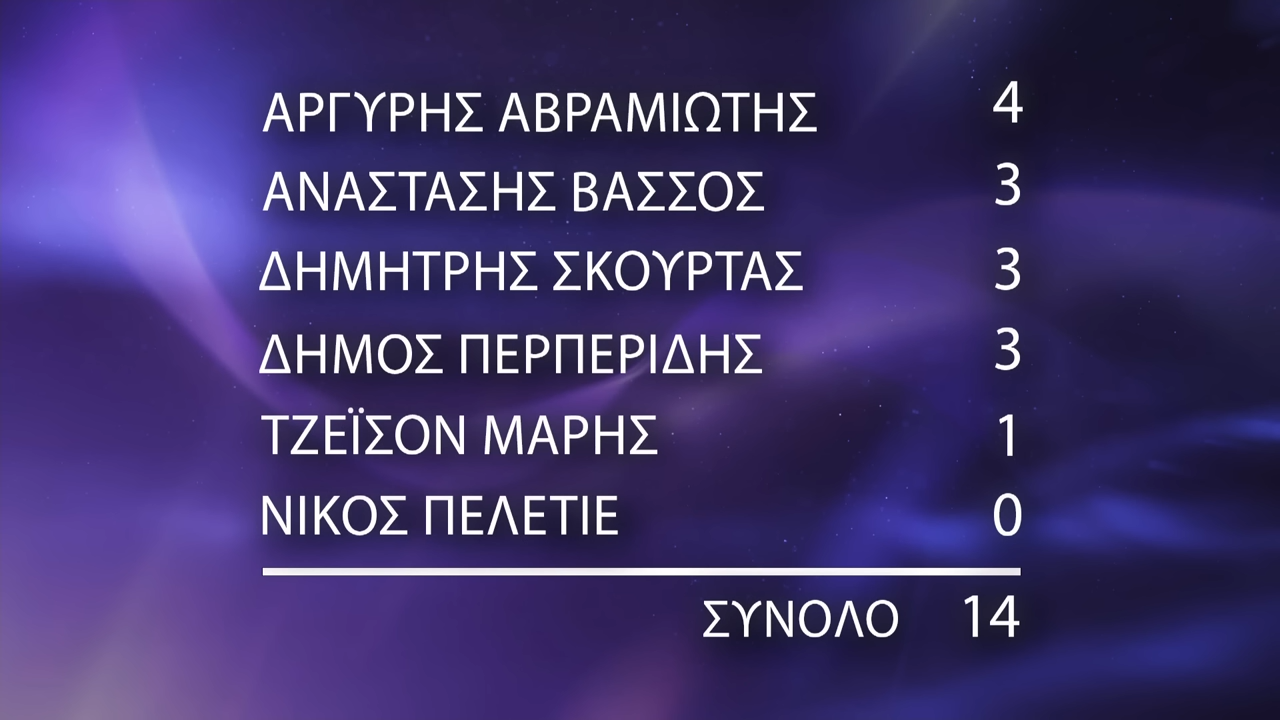 ΑΡΓΥΡΗΣ ΑΒΡΑΜΙΩΤΗΣ 4
ΑΝΑΣΤΑΣΗΣ ΒΑΣΣΟΣ 3
ΔΗΜΗΤΡΗΣ ΣΚΟΥΡΤΑΣ 3
ΔΗΜΟΣ ΠΕΡΠΕΡΙΔΗΣ 3
ΤΖΕΪΣΟΝ ΜΑΡΗΣ 1
ΝΙΚΟΣ ΠΕΛΕΤΙΕ 0
ΣΥΝΟΛΟ 14